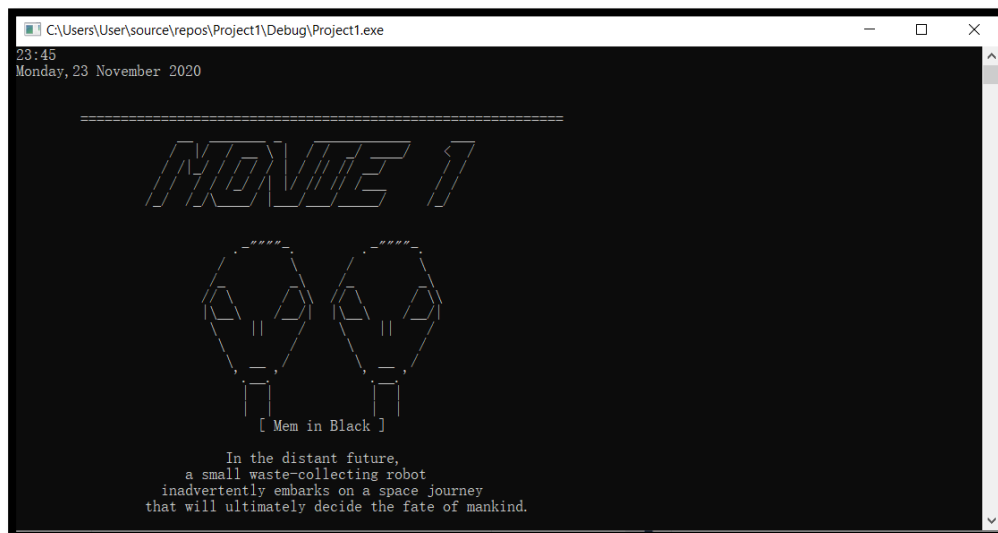 C:\Users\User\source\repos\Project1\Debug\Project1.exe
23:45
Monday,23 November 2020
MOVIE 1
[ Mem in Black ]
In the distant future,
a small waste-collecting robot
inadvertently embarks on a space journey
that will ultimately decide the fate of mankind.